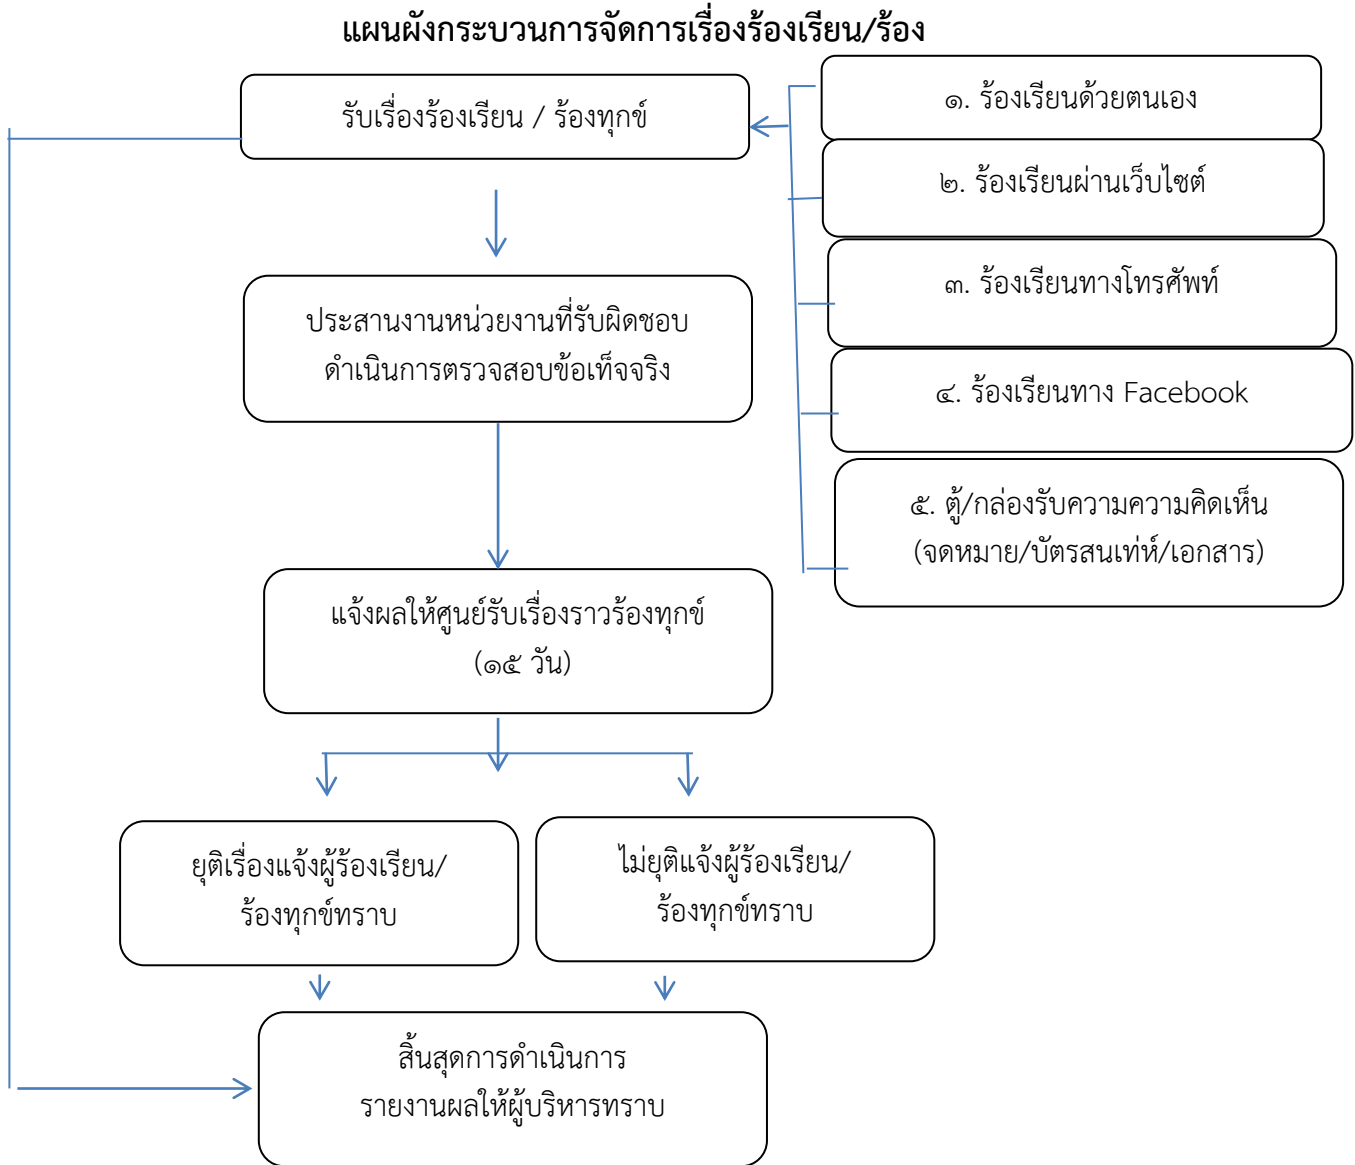 แผนผังกระบวนการจัดการเรื่องร้องเรียน/ร้อง
รับเรื่องร้องเรียน / ร้องทุกข์
๑. ร้องเรียนด้วยตนเอง
๒. ร้องเรียนผ่านเว็บไซต์
๓. ร้องเรียนทางโทรศัพท์
๔. ร้องเรียนทาง Facebook
๕. ตู้/กล่องรับความความคิดเห็น
(จดหมาย/บัตรสนเท่ห์/เอกสาร)
ประสานงานหน่วยงานที่รับผิดชอบ
ดำเนินการตรวจสอบข้อเท็จจริง
แจ้งผลให้ศูนย์รับเรื่องราวร้องทุกข์
(๑๕ วัน)
ยุติเรื่องแจ้งผู้ร้องเรียน/
ร้องทุกข์ทราบ
ไม่ยุติแจ้งผู้ร้องเรียน/
ร้องทุกข์ทราบ
สิ้นสุดการดำเนินการ
รายงานผลให้ผู้บริหารทราบ